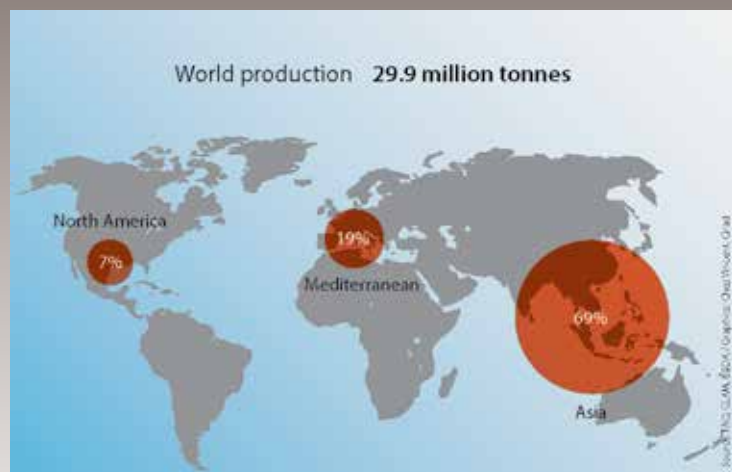 World production 29.9 million tonnes
North America
7%
19%
Mediterranean
69%
Asia